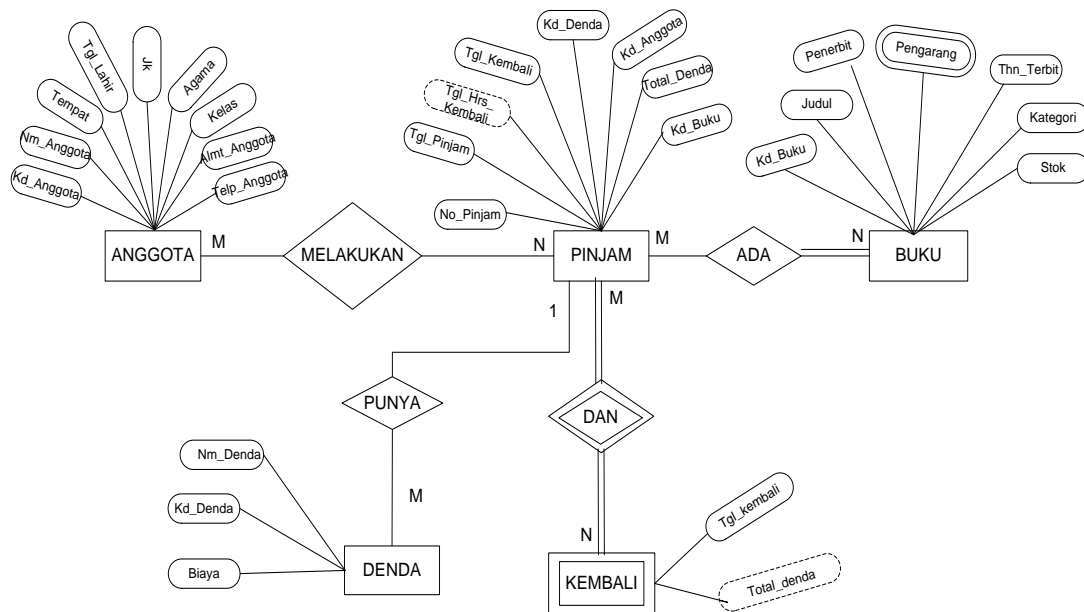 Kd_Denda
Tgl_Lahir
Jk
Agama
Kelas
Tempat
Nm_Anggota
Kd_Anggota
Almt_Anggota
Telp_Anggota
Tgl_Kembali
Kd_Anggota
Tgl_Hrs_
Kembali
Total_Denda
Tgl_Pinjam
Kd_Buku
No_Pinjam
Penerbit
Pengarang
Thn_Terbit
Judul
Kategori
Kd_Buku
Stok
ANGGOTA
M
MELAKUKAN
N
PINJAM
M
ADA
N
BUKU
1
M
PUNYA
DAN
Nm_Denda
Kd_Denda
Biaya
M
DENDA
N
KEMBALI
Tgl_kembali
Total_denda